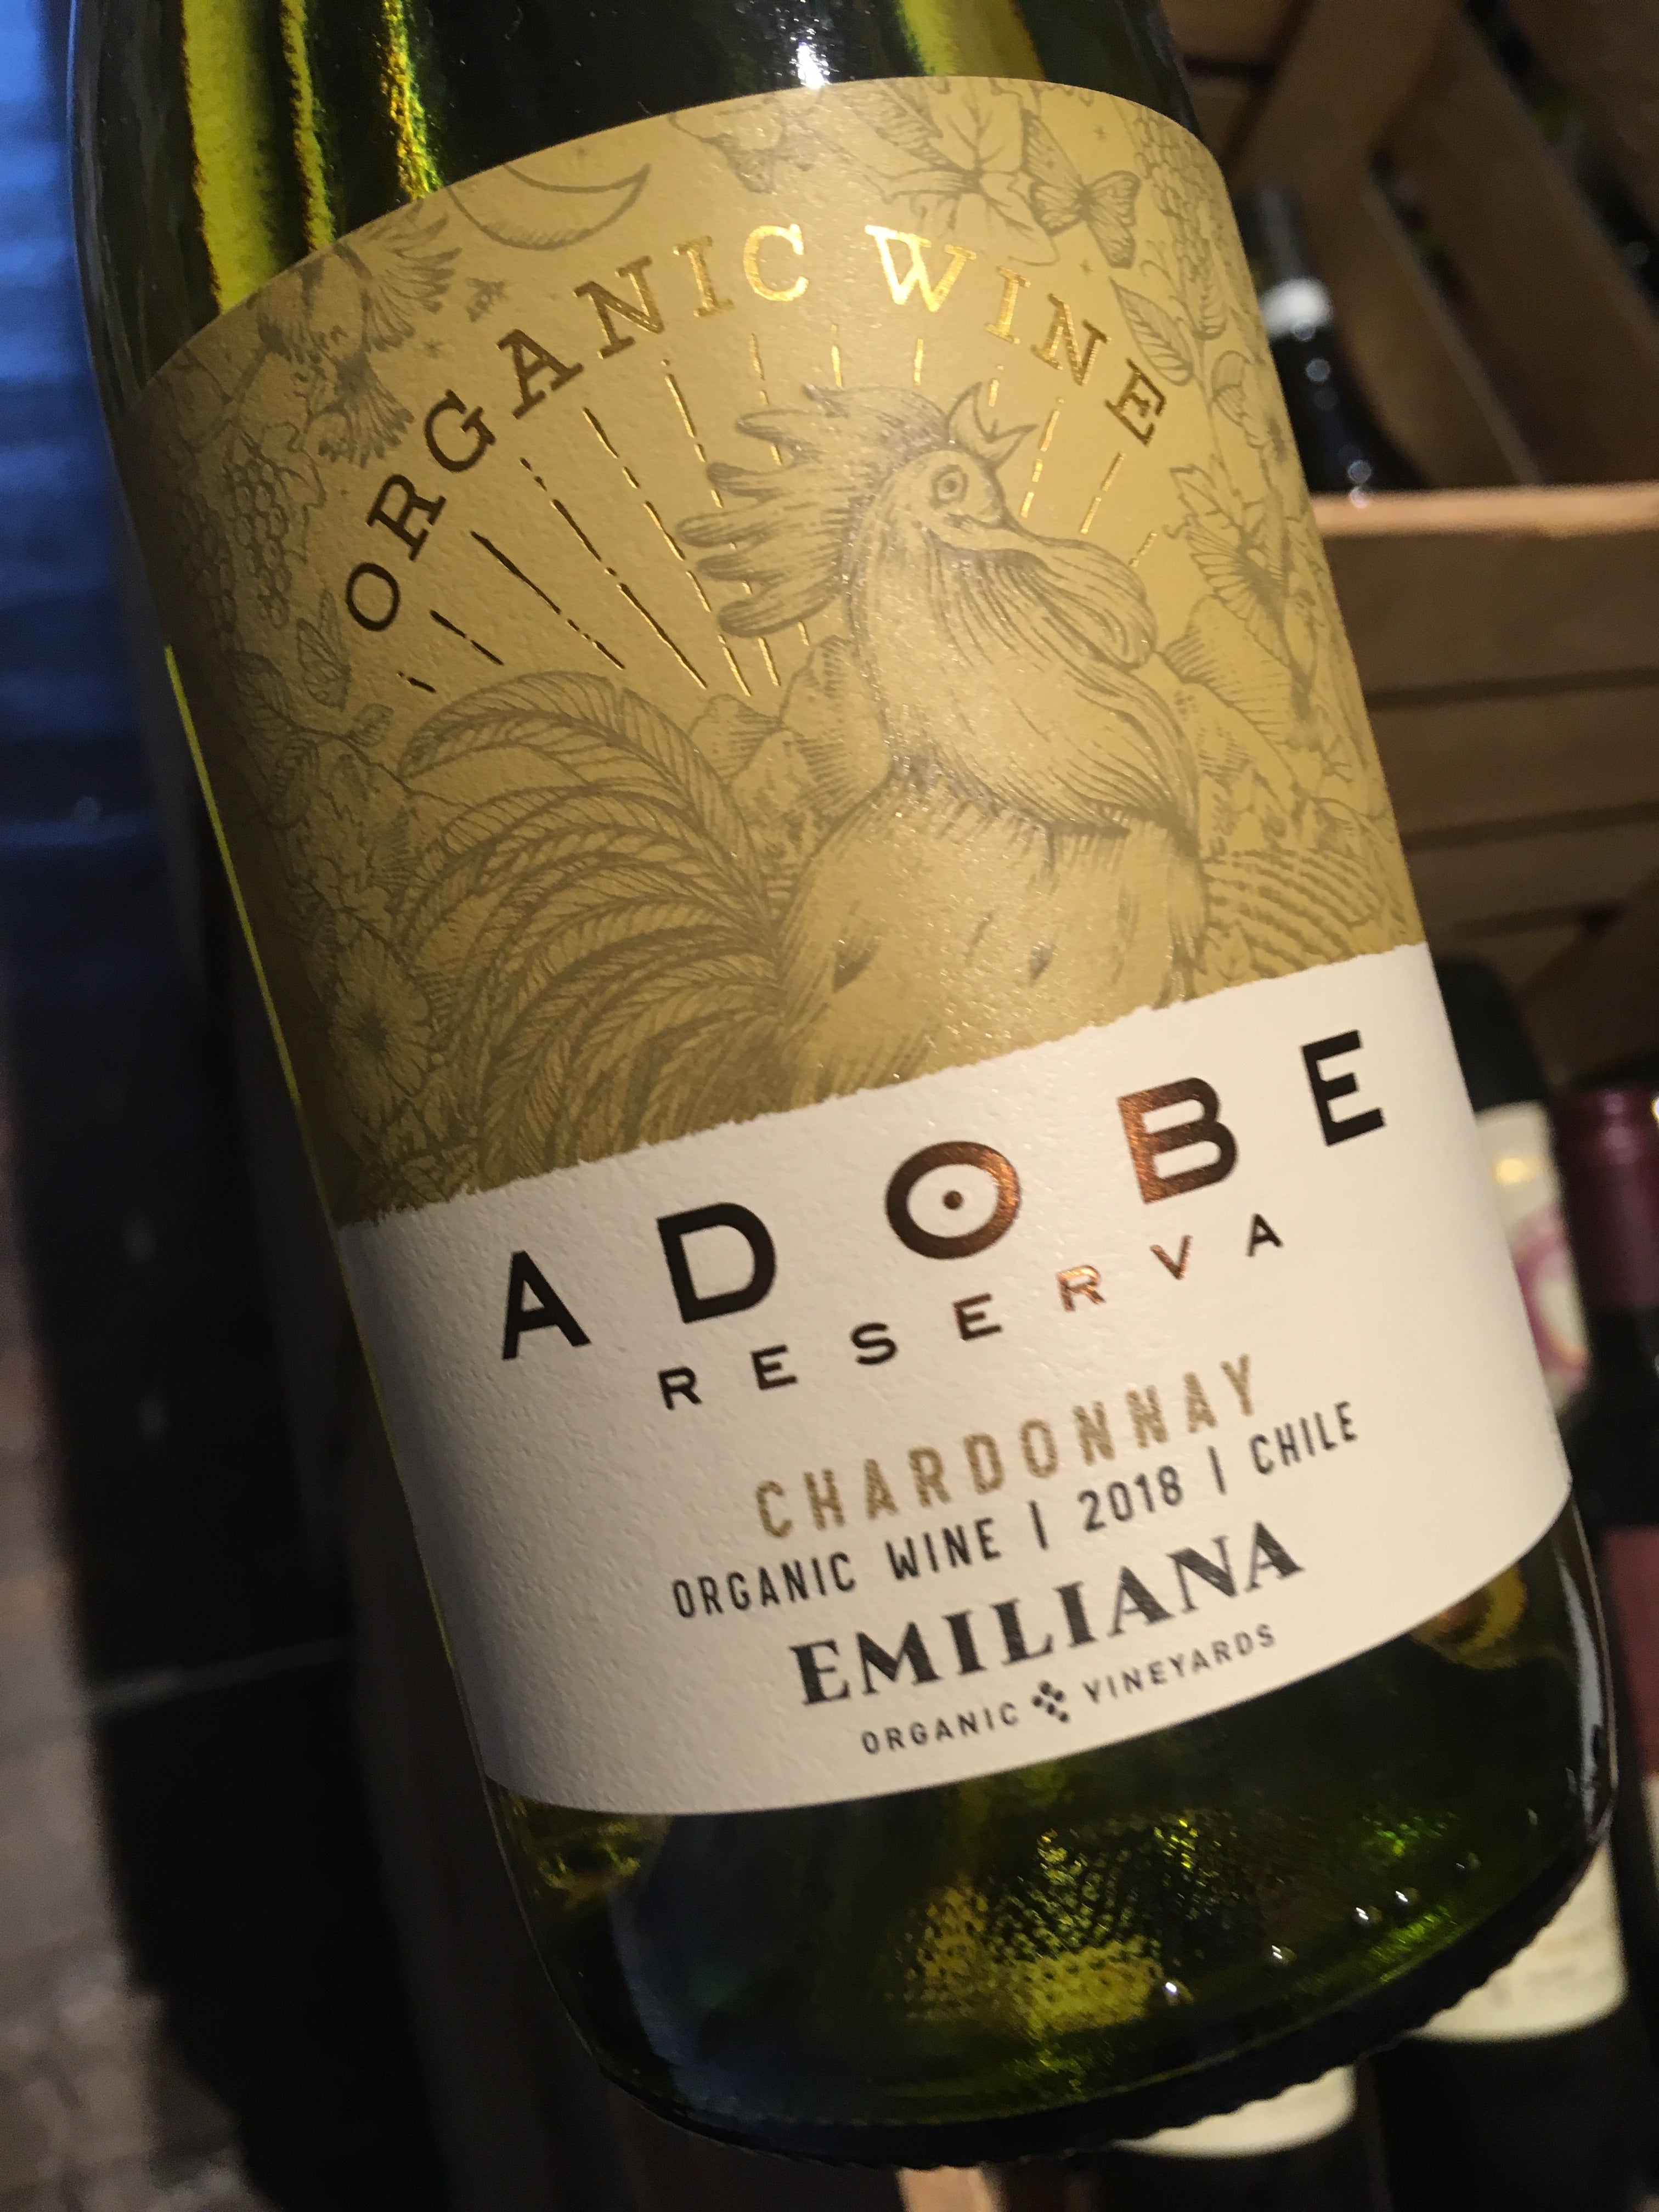 ORGANIC WINE
ADOBE
RESERVA
CHARDONNAY
ORGANIC WINE | 2018 | CHILE
EMILIANA
ORGANIC VINEYARDS